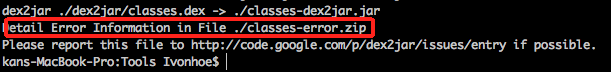 dex2jar ./dex2jar/classes.dex -> ./classes-dex2jar.jar
Detail Error Information in File ./classes-error.zip
Please report this file to http://code.google.com/p/dex2jar/issues/entry if possible.
kans-MacBook-Pro:Tools Ivonhoe$